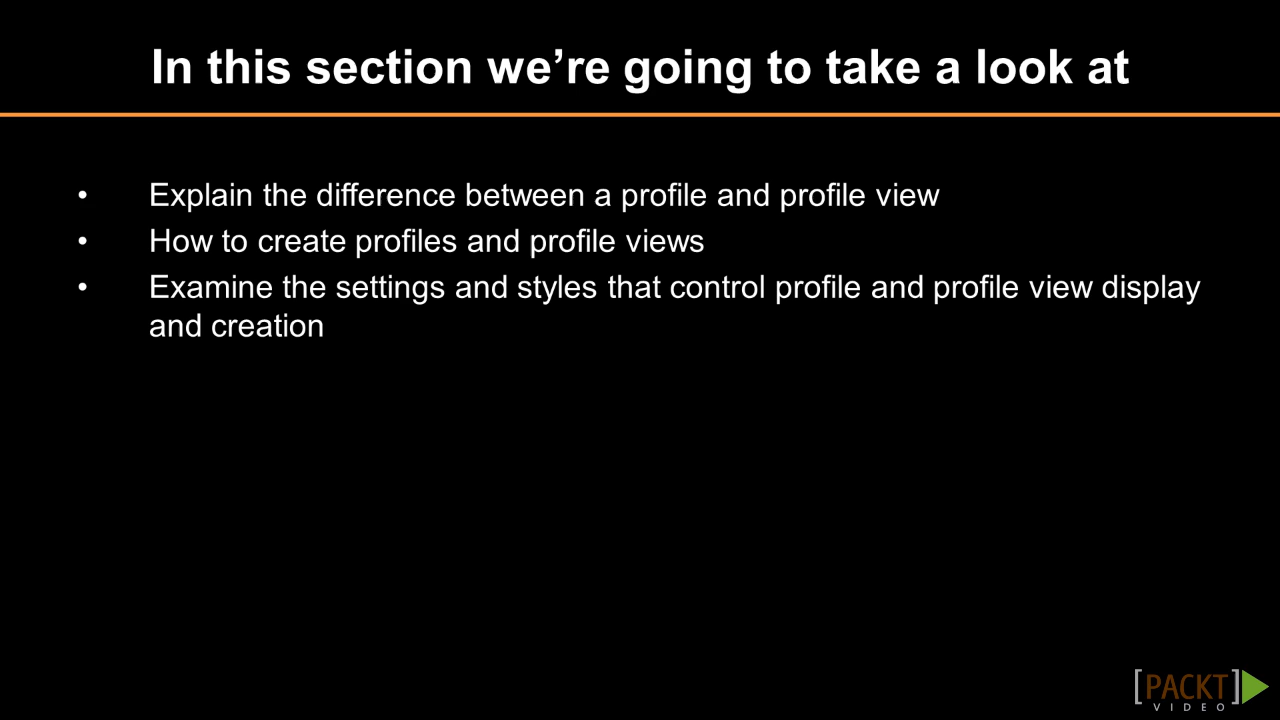 In this section we’re going to take a look at
• Explain the difference between a profile and profile view
• How to create profiles and profile views
• Examine the settings and styles that control profile and profile view display
and creation
[PACKT]
VIDEO